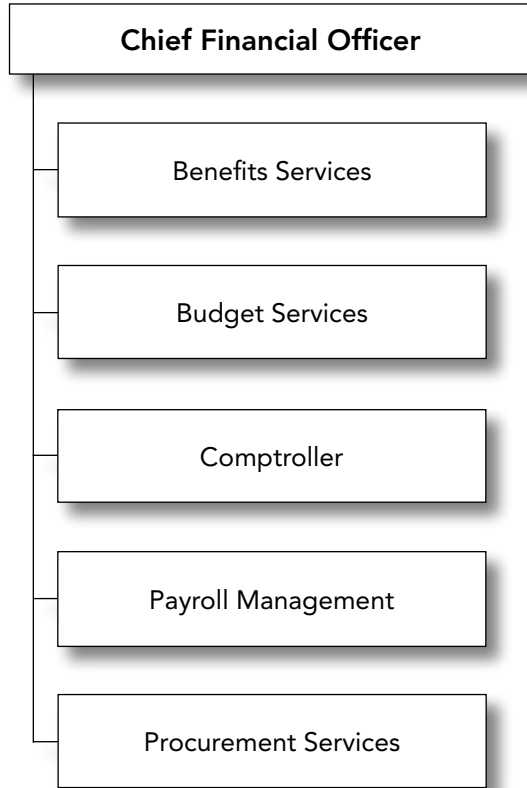 Chief Financial Officer
Benefits Services
Budget Services
Comptroller
Payroll Management
Procurement Services